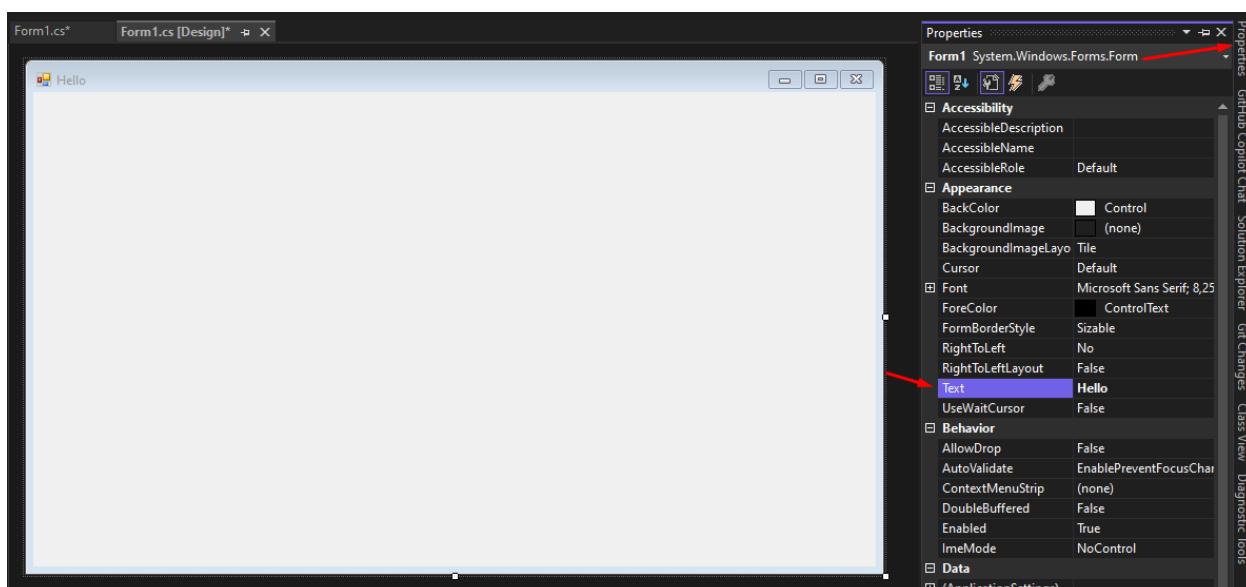 Form1.cs*
Form1.cs [Design]*
Hello
Properties
Form1 System.Windows.Forms.Form
Accessibility
AccessibleDescription
AccessibleName
AccessibleRole Default
Appearance
BackColor Control
BackgroundImage (none)
BackgroundImageLayo Tile
Cursor Default
Font Microsoft Sans Serif; 8,25
ForeColor ControlText
FormBorderStyle Sizable
RightToLeft No
RightToLeftLayout False
Text Hello
UseWaitCursor False
Behavior
AllowDrop False
AutoValidate EnablePreventFocusChar
ContextMenuStrip (none)
DoubleBuffered False
Enabled True
ImeMode NoControl
Data
(ApplicationSettings)
Properties
GitHub Copilot Chat
Solution Explorer
Git Changes
Class View
Diagnostic Tools